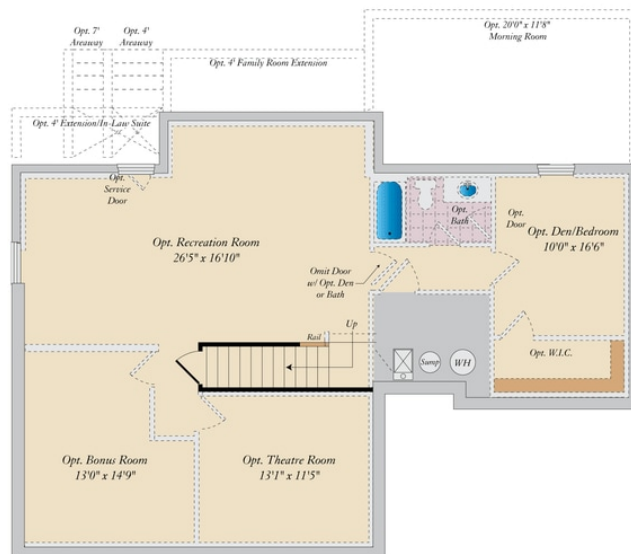 Opt. 20'0" x 11'8"
Morning Room
Opt. 7'
Areaway
Opt. 4'
Areaway
Opt. 4' Family Room Extension
Opt. 4' Extension/In-Law Suite
Opt.
Service
Door
Opt. Recreation Room
26'5" x 16'10"
Opt.
Bath
Opt.
Door
Opt. Den/Bedroom
10'0" x 16'6"
Omit Door
w/ Opt. Den
or Bath
Up
Rail
Sump
WH
Opt. W.I.C.
Opt. Bonus Room
13'0" x 14'9"
Opt. Theatre Room
13'1" x 11'5"